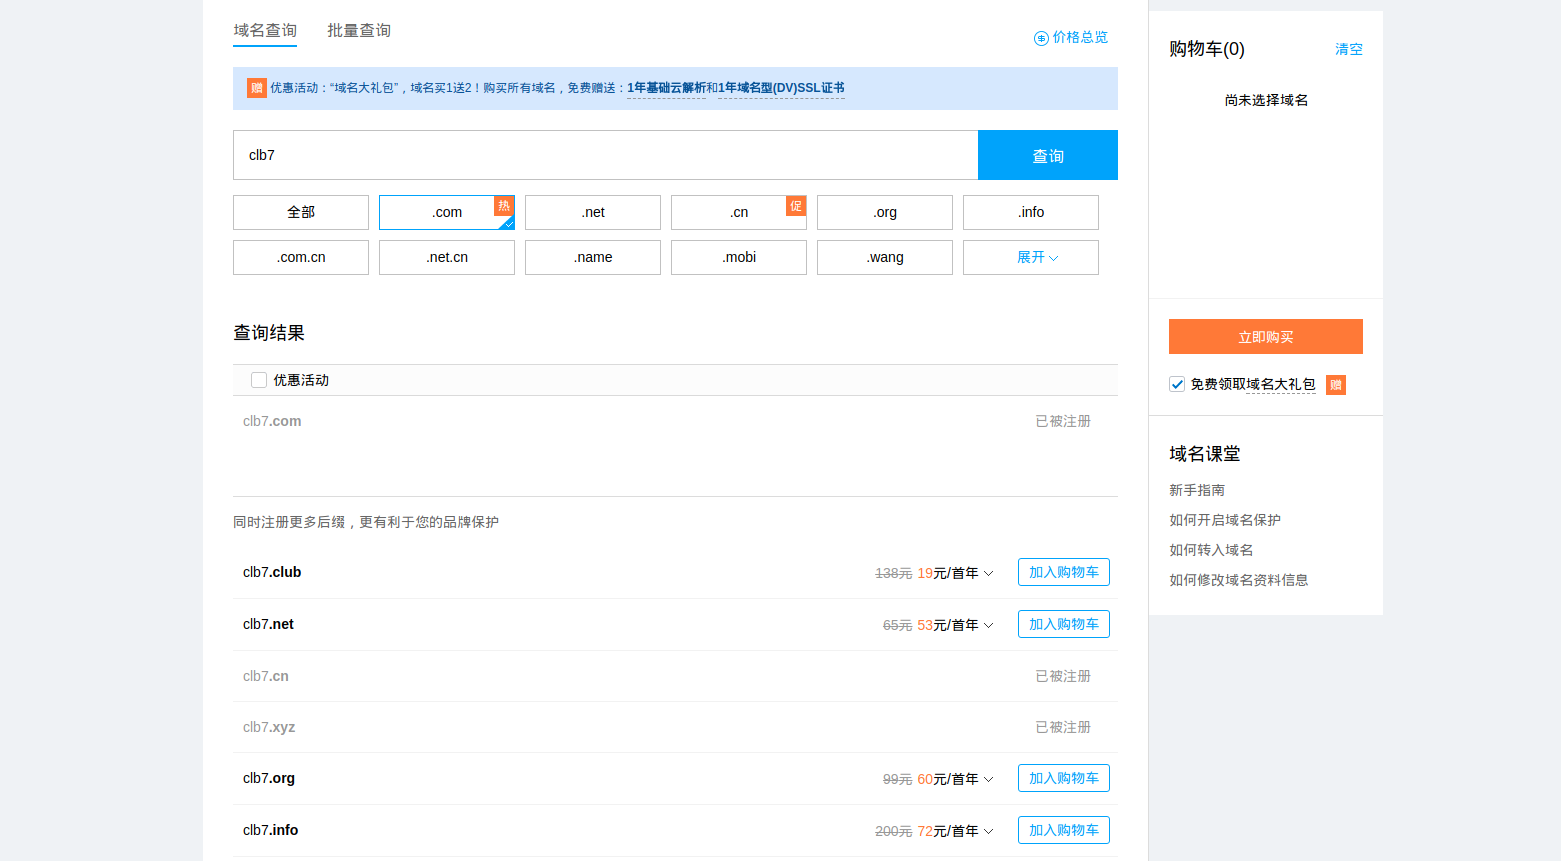 域名查询 批量查询
价格总览
赠 优惠活动：“域名大礼包”，域名买1送2！购买所有域名，免费赠送：1年基础云解析和1年域名型(DV)SSL证书
clb7 查询
全部 .com 热 .net .cn 促 .org .info
.com.cn .net.cn .name .mobi .wang 展开
查询结果
优惠活动
clb7.com 已被注册
同时注册更多后缀，更有利于您的品牌保护
clb7.club 138元 19元/首年 加入购物车
clb7.net 65元 53元/首年 加入购物车
clb7.cn 已被注册
clb7.xyz 已被注册
clb7.org 99元 60元/首年 加入购物车
clb7.info 200元 72元/首年 加入购物车
购物车(0) 清空
尚未选择域名
立即购买
免费领取域名大礼包 赠
域名课堂
新手指南
如何开启域名保护
如何转入域名
如何修改域名资料信息